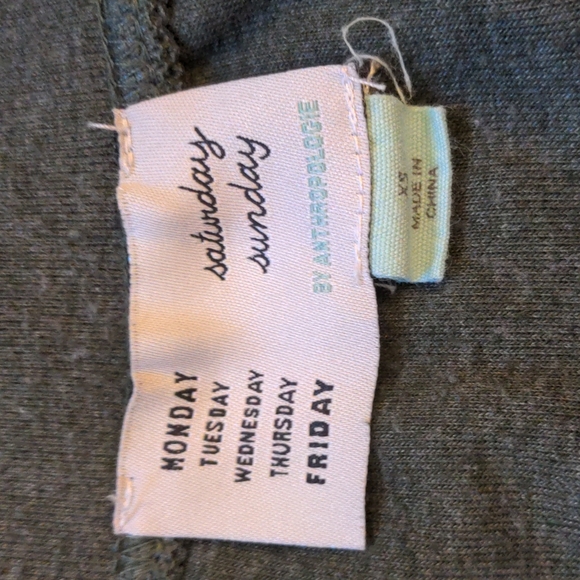 MONDAY
TUESDAY
WEDNESDAY
THURSDAY
FRIDAY
saturday
sunday
BY ANTHROPOLOGIE
XS
MADE IN
CHINA